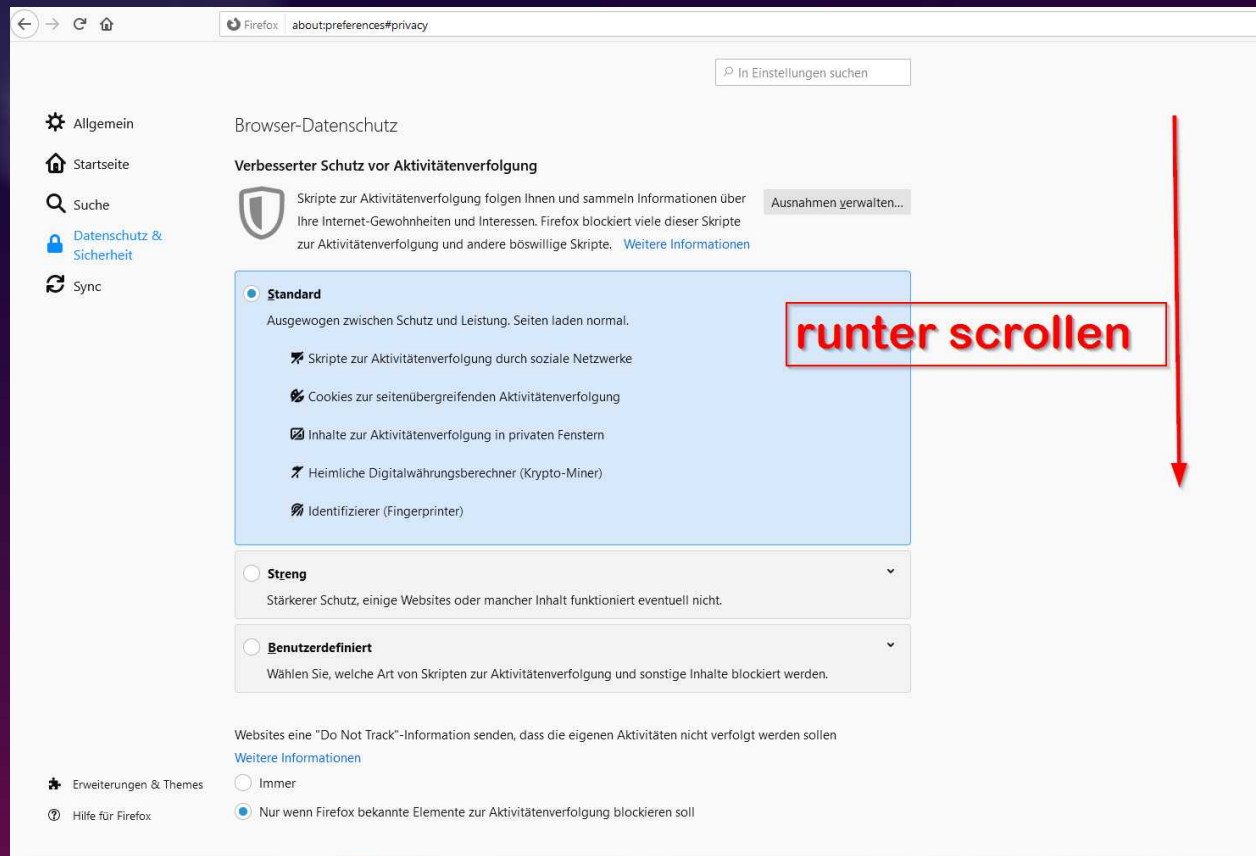 Firefox about:preferences#privacy
In Einstellungen suchen
Allgemein
Startseite
Suche
Datenschutz &
Sicherheit
Sync
Browser-Datenschutz
Verbesserter Schutz vor Aktivitätenverfolgung
Skripte zur Aktivitätenverfolgung folgen Ihnen und sammeln Informationen über
Ihre Internet-Gewohnheiten und Interessen. Firefox blockiert viele dieser Skripte
zur Aktivitätenverfolgung und andere böswillige Skripte. Weitere Informationen
Ausnahmen verwalten...
Standard
Ausgewogen zwischen Schutz und Leistung. Seiten laden normal.
runter scrollen
Skripte zur Aktivitätenverfolgung durch soziale Netzwerke
Cookies zur seitenübergreifenden Aktivitätenverfolgung
Inhalte zur Aktivitätenverfolgung in privaten Fenstern
Heimliche Digitalwährungsberechner (Krypto-Miner)
Identifizierer (Fingerprinter)
Streng
Stärkerer Schutz, einige Websites oder mancher Inhalt funktioniert eventuell nicht.
Benutzerdefiniert
Wählen Sie, welche Art von Skripten zur Aktivitätenverfolgung und sonstige Inhalte blockiert werden.
Websites eine "Do Not Track"-Information senden, dass die eigenen Aktivitäten nicht verfolgt werden sollen
Weitere Informationen
Immer
Nur wenn Firefox bekannte Elemente zur Aktivitätenverfolgung blockieren soll
Erweiterungen & Themes
Hilfe für Firefox